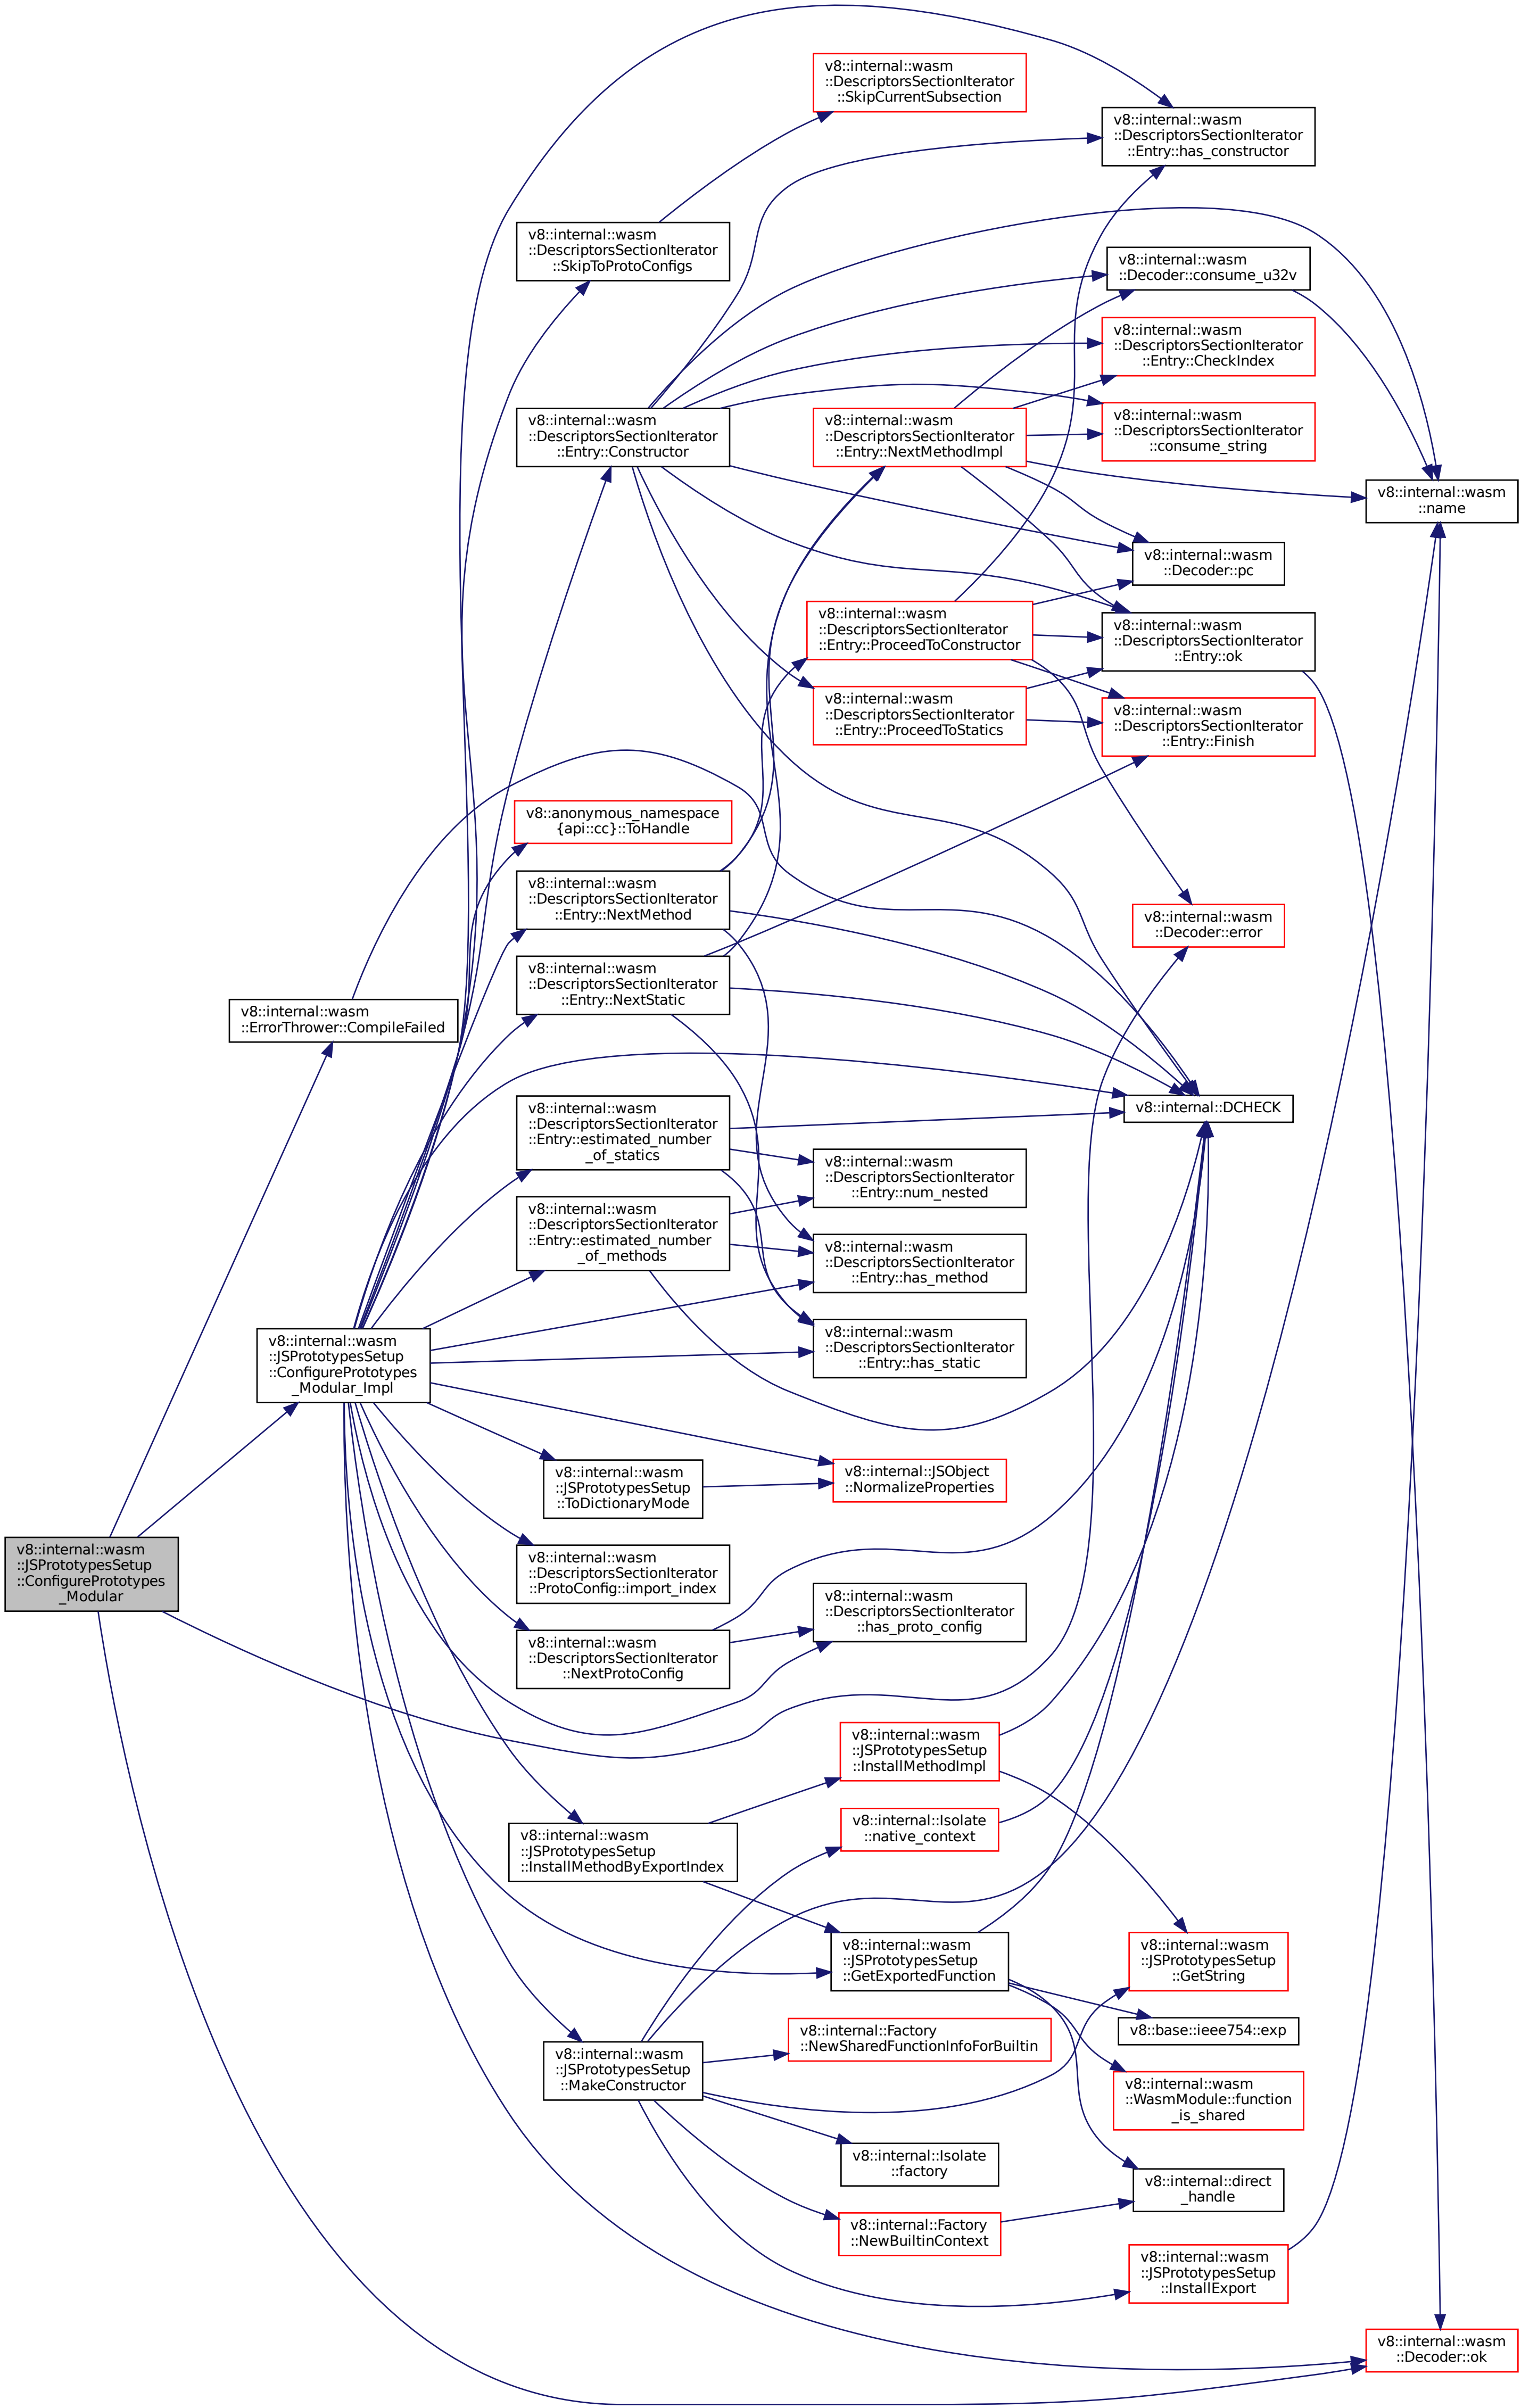 v8::internal::wasm
::DescriptorsSectionIterator
::SkipCurrentSubsection
v8::internal::wasm
::DescriptorsSectionIterator
::Entry::has_constructor
v8::internal::wasm
::DescriptorsSectionIterator
::SkipToProtoConfigs
v8::internal::wasm
::Decoder::consume_u32v
v8::internal::wasm
::DescriptorsSectionIterator
::Entry::CheckIndex
v8::internal::wasm
::DescriptorsSectionIterator
::Entry::Constructor
v8::internal::wasm
::DescriptorsSectionIterator
::Entry::NextMethodImpl
v8::internal::wasm
::DescriptorsSectionIterator
::consume_string
v8::internal::wasm
::name
v8::internal::wasm
::Decoder::pc
v8::internal::wasm
::DescriptorsSectionIterator
::Entry::ProceedToConstructor
v8::internal::wasm
::DescriptorsSectionIterator
::Entry::ok
v8::internal::wasm
::DescriptorsSectionIterator
::Entry::ProceedToStatics
v8::internal::wasm
::DescriptorsSectionIterator
::Entry::Finish
v8::anonymous_namespace
{api::cc}::ToHandle
v8::internal::wasm
::DescriptorsSectionIterator
::Entry::NextMethod
v8::internal::wasm
::Decoder::error
v8::internal::wasm
::DescriptorsSectionIterator
::Entry::NextStatic
v8::internal::wasm
::ErrorThrower::CompileFailed
v8::internal::DCHECK
v8::internal::wasm
::DescriptorsSectionIterator
::Entry::estimated_number
_of_statics
v8::internal::wasm
::DescriptorsSectionIterator
::Entry::num_nested
v8::internal::wasm
::DescriptorsSectionIterator
::Entry::estimated_number
_of_methods
v8::internal::wasm
::DescriptorsSectionIterator
::Entry::has_method
v8::internal::wasm
::JSPrototypesSetup
::ConfigurePrototypes
_Modular_Impl
v8::internal::wasm
::DescriptorsSectionIterator
::Entry::has_static
v8::internal::wasm
::JSPrototypesSetup
::ToDictionaryMode
v8::internal::JSObject
::NormalizeProperties
v8::internal::wasm
::JSPrototypesSetup
::ConfigurePrototypes
_Modular
v8::internal::wasm
::DescriptorsSectionIterator
::ProtoConfig::import_index
v8::internal::wasm
::DescriptorsSectionIterator
::has_proto_config
v8::internal::wasm
::DescriptorsSectionIterator
::NextProtoConfig
v8::internal::wasm
::JSPrototypesSetup
::InstallMethodImpl
v8::internal::Isolate
::native_context
v8::internal::wasm
::JSPrototypesSetup
::InstallMethodByExportIndex
v8::internal::wasm
::JSPrototypesSetup
::GetExportedFunction
v8::internal::wasm
::JSPrototypesSetup
::GetString
v8::base::ieee754::exp
v8::internal::Factory
::NewSharedFunctionInfoForBuiltin
v8::internal::wasm
::JSPrototypesSetup
::MakeConstructor
v8::internal::wasm
::WasmModule::function
_is_shared
v8::internal::Isolate
::factory
v8::internal::direct
_handle
v8::internal::Factory
::NewBuiltinContext
v8::internal::wasm
::JSPrototypesSetup
::InstallExport
v8::internal::wasm
::Decoder::ok